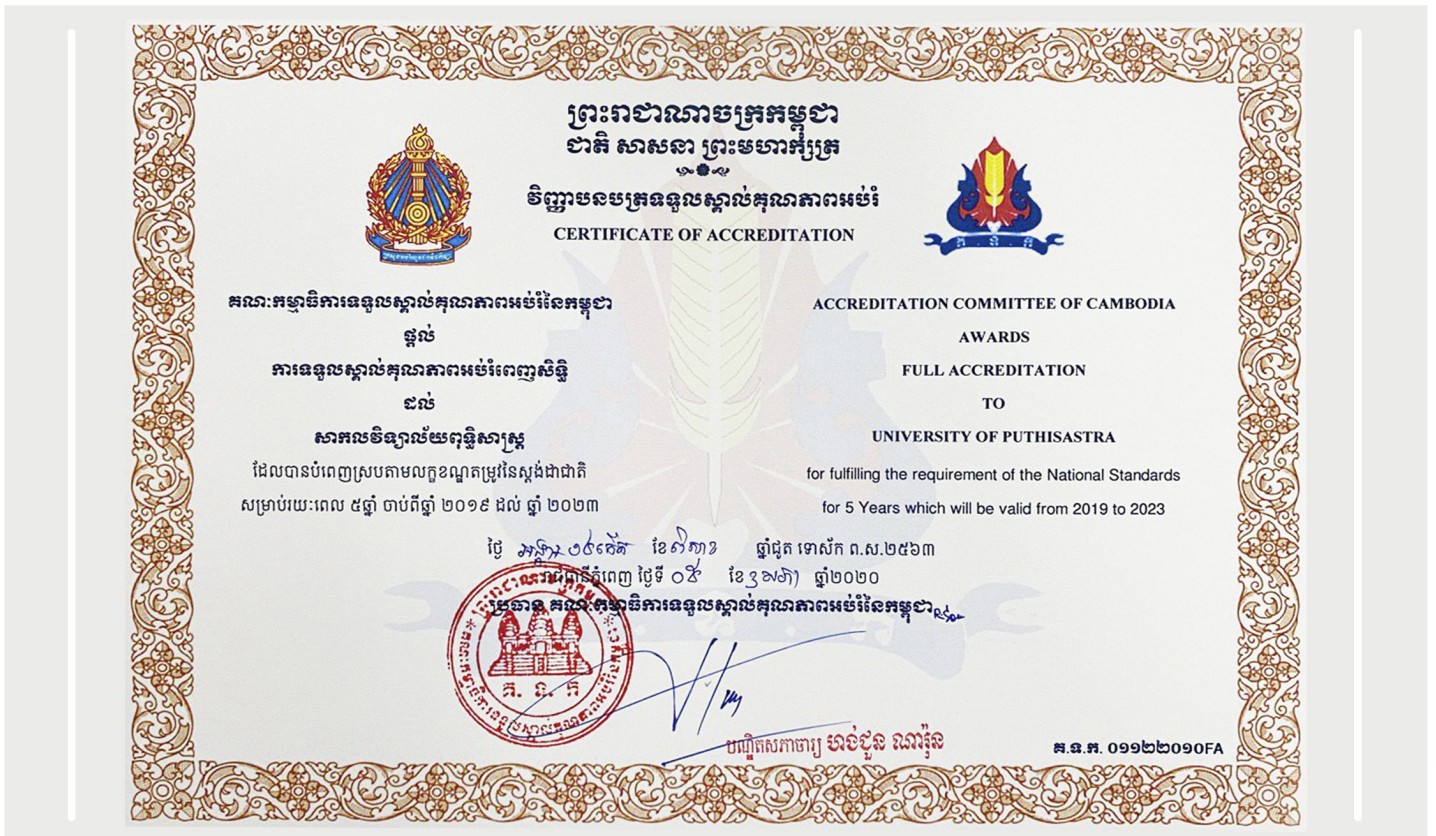 ព្រះរាជាណាចក្រកម្ពុជា
ជាតិ សាសនា ព្រះមហាក្សត្រ
វិញ្ញាបនបត្រទទួលស្គាល់គុណភាពអប់រំ
CERTIFICATE OF ACCREDITATION
គ ទ ក
គណៈកម្មាធិការទទួលស្គាល់គុណភាពអប់រំនៃកម្ពុជា
ផ្តល់
ការទទួលស្គាល់គុណភាពអប់រំពេញសិទ្ធិ
ដល់
សាកលវិទ្យាល័យពុទ្ធិសាស្ត្រ
ដែលបានបំពេញស្របតាមលក្ខខណ្ឌតម្រូវនៃស្តង់ដាជាតិ
សម្រាប់រយៈពេល ៥ឆ្នាំ ចាប់ពីឆ្នាំ ២០១៩ ដល់ ឆ្នាំ ២០២៣
ACCREDITATION COMMITTEE OF CAMBODIA
AWARDS
FULL ACCREDITATION
TO
UNIVERSITY OF PUTHISASTRA
for fulfilling the requirement of the National Standards
for 5 Years which will be valid from 2019 to 2023
ថ្ងៃ ខែពិសាខ ឆ្នាំជូត ទោស័ក ព.ស.២៥៦៣
រាជធានីភ្នំពេញ ថ្ងៃទី ០៥ ខែឧសភា ឆ្នាំ២០២០
ប្រធាន គណៈកម្មាធិការទទួលស្គាល់គុណភាពអប់រំនៃកម្ពុជា
គ. ទ. ក
បណ្ឌិតសភាចារ្យ ហង់ជួន ណារ៉ុន
គ.ទ.ក. ០១១២២០១០FA